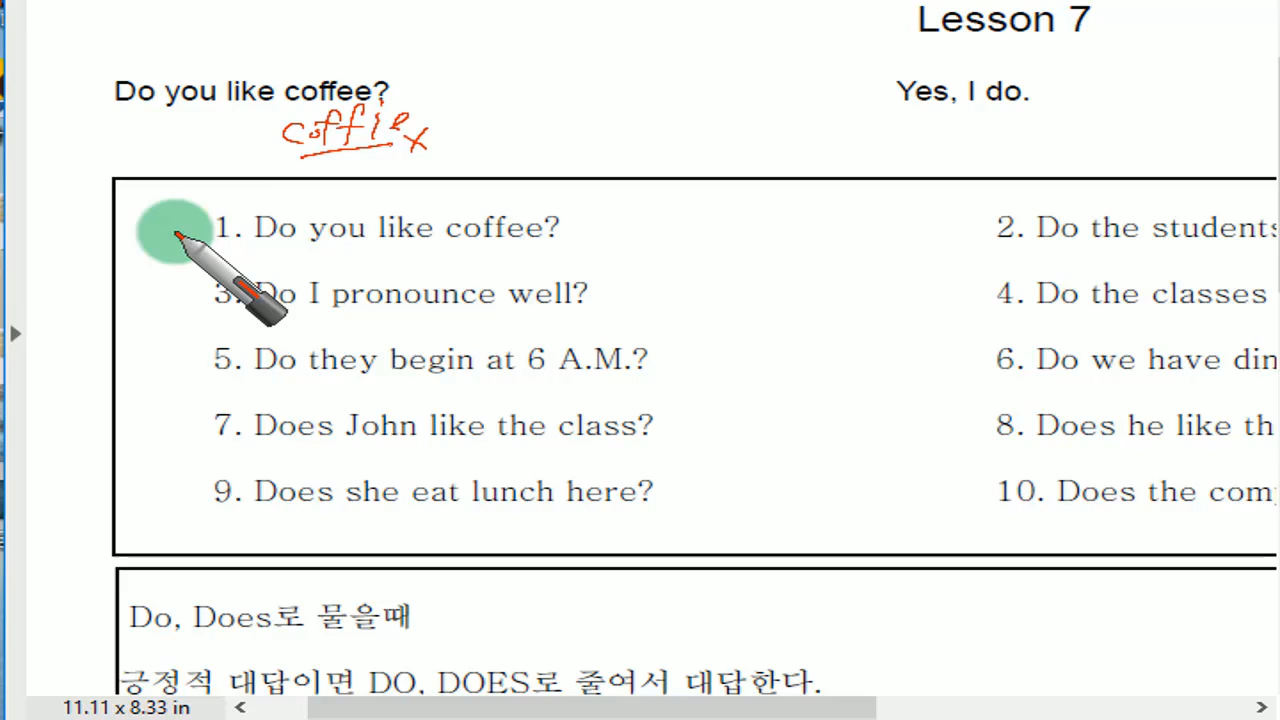 Lesson 7
Do you like coffee? Yes, I do.
coffie x
1. Do you like coffee? 2. Do the students
3. Do I pronounce well? 4. Do the classes
5. Do they begin at 6 A.M.? 6. Do we have din
7. Does John like the class? 8. Does he like th
9. Does she eat lunch here? 10. Does the com
Do, Does로 물을때
긍정적 대답이면 DO, DOES로 줄여서 대답한다.
11.11 x 8.33 in